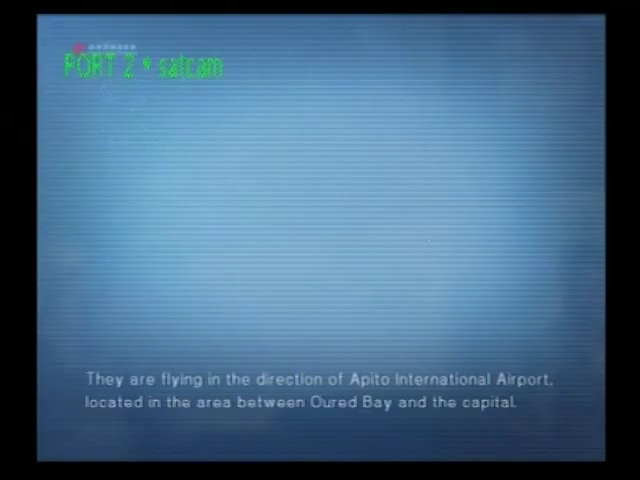 PORT 2 * satcam
They are flying in the direction of Apito International Airport,
located in the area between Oured Bay and the capital.